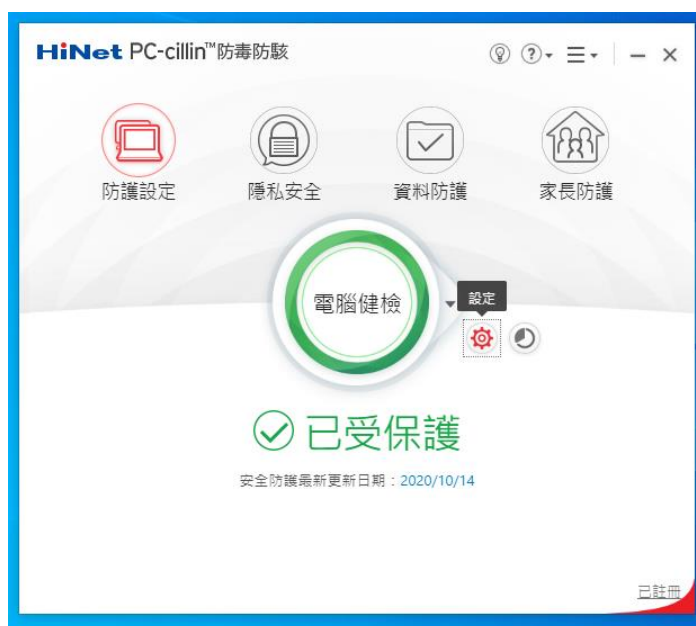 HiNet PC-cillin™防毒防駭
防護設定
隱私安全
資料防護
家長防護
電腦健檢
設定
已受保護
安全防護最新更新日期：2020/10/14
已註冊